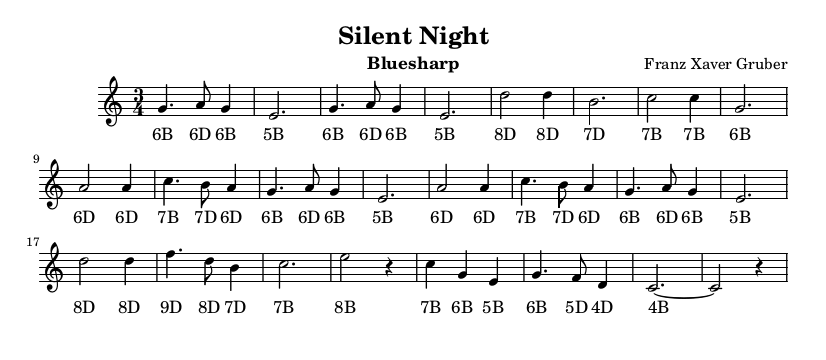 Silent Night
Bluesharp
Franz Xaver Gruber
3
4
6B 6D 6B 5B 6B 6D 6B 5B 8D 8D 7D 7B 7B 6B
9
6D 6D 7B 7D 6D 6B 6D 6B 5B 6D 6D 7B 7D 6D 6B 6D 6B 5B
17
8D 8D 9D 8D 7D 7B 8B 7B 6B 5B 6B 5D 4D 4B